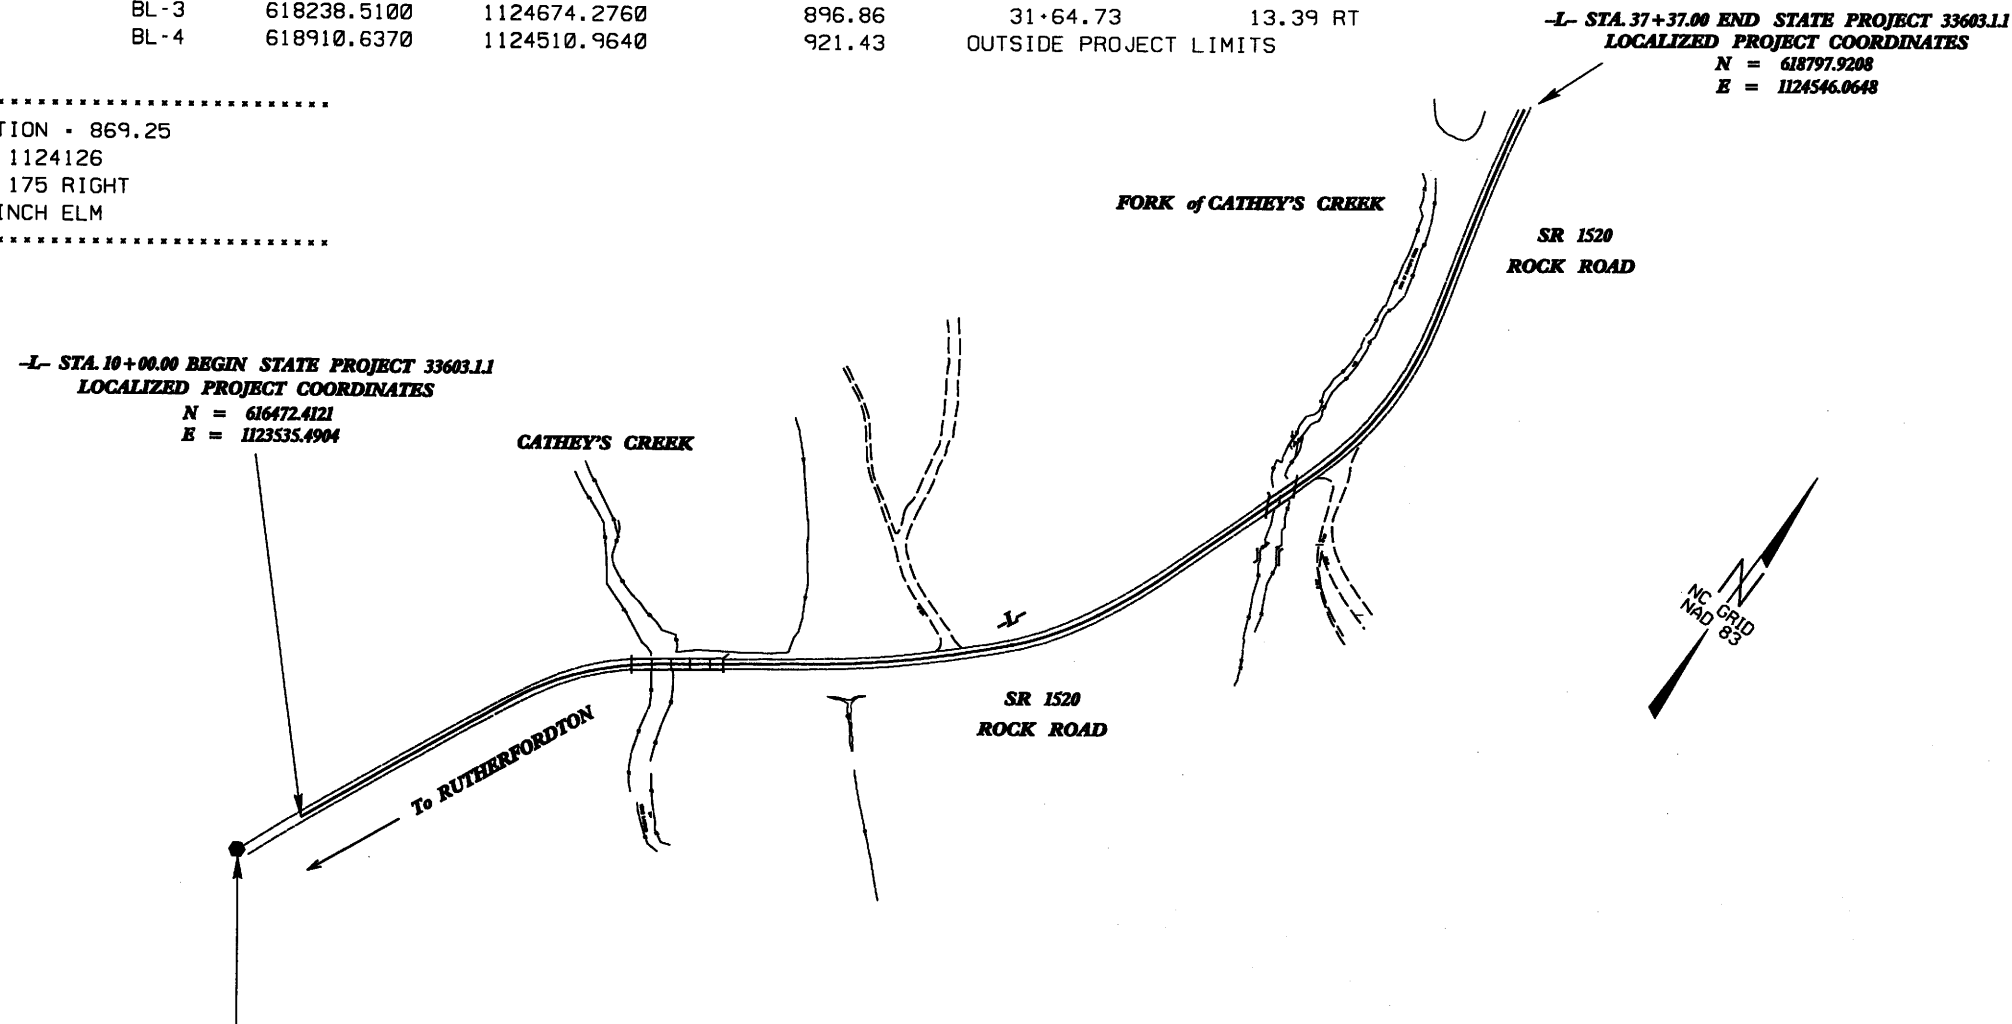 BL-3 618238.5100 1124674.2760 896.86 31+64.73 13.39 RT
BL-4 618910.6370 1124510.9640 921.43 OUTSIDE PROJECT LIMITS
-L- STA. 37+37.00 END STATE PROJECT 33603.1.1
LOCALIZED PROJECT COORDINATES
N = 618797.9208
E = 1124546.0648
TION - 869.25
1124126
175 RIGHT
INCH ELM
FORK of CATHEY'S CREEK
SR 1520
ROCK ROAD
-L- STA. 10+00.00 BEGIN STATE PROJECT 33603.1.1
LOCALIZED PROJECT COORDINATES
N = 616472.4121
E = 1123535.4904
CATHEY'S CREEK
N
NC GRID
NAD 83
-L-
SR 1520
ROCK ROAD
To RUTHERFORDTON